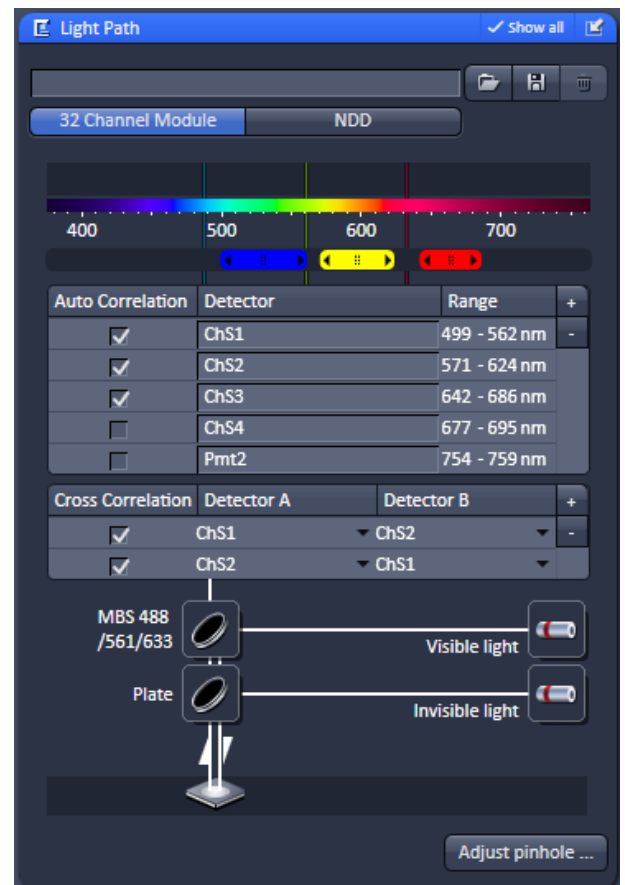 Light Path Show all
32 Channel Module NDD
400 500 600 700
Auto Correlation Detector Range +
ChS1 499 - 562 nm -
ChS2 571 - 624 nm
ChS3 642 - 686 nm
ChS4 677 - 695 nm
Pmt2 754 - 759 nm
Cross Correlation Detector A Detector B +
ChS1 ChS2 -
ChS2 ChS1
MBS 488
/561/633
Visible light
Plate
Invisible light
Adjust pinhole ...